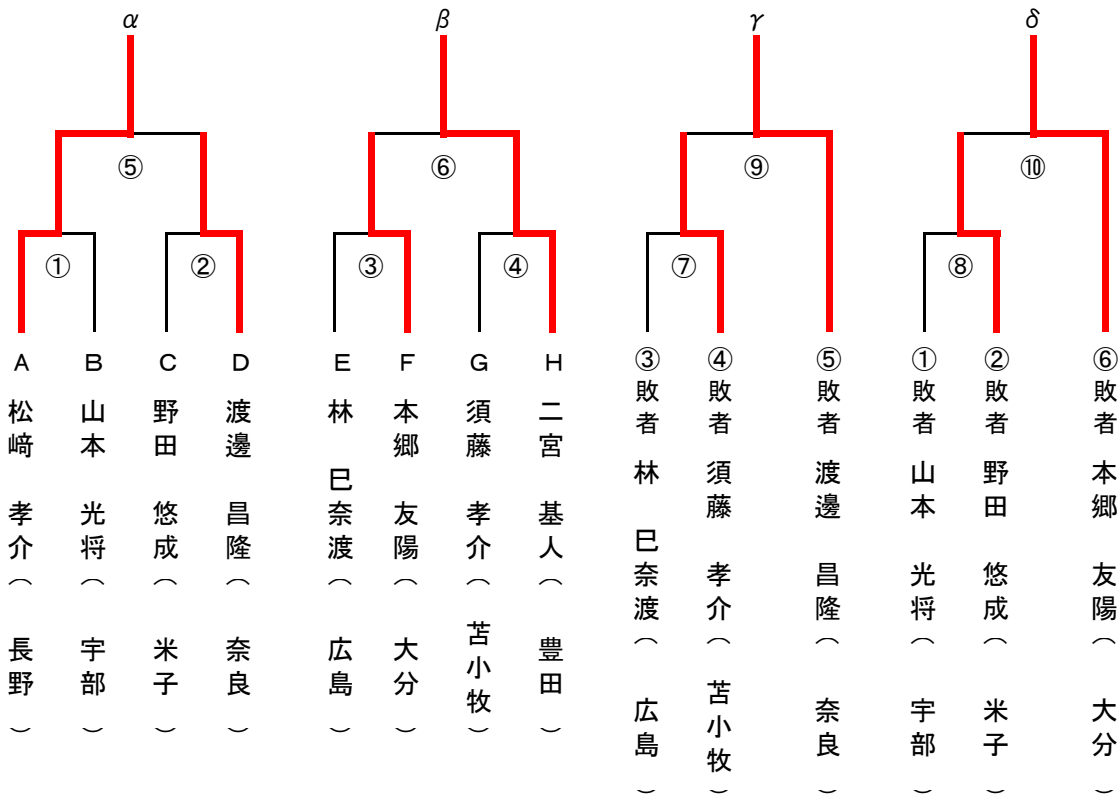 α β γ δ
⑤ ⑥ ⑨ ⑩
① ② ③ ④ ⑦ ⑧
A 松﨑 孝介(長野)
B 山本 光将(宇部)
C 野田 悠成(米子)
D 渡邊 昌隆(奈良)
E 林 巳奈渡(広島)
F 本郷 友陽(大分)
G 須藤 孝介(苫小牧)
H 二宮 基人(豊田)
③敗者 林 巳奈渡(広島)
④敗者 須藤 孝介(苫小牧)
⑤敗者 渡邊 昌隆(奈良)
①敗者 山本 光将(宇部)
②敗者 野田 悠成(米子)
⑥敗者 本郷 友陽(大分)